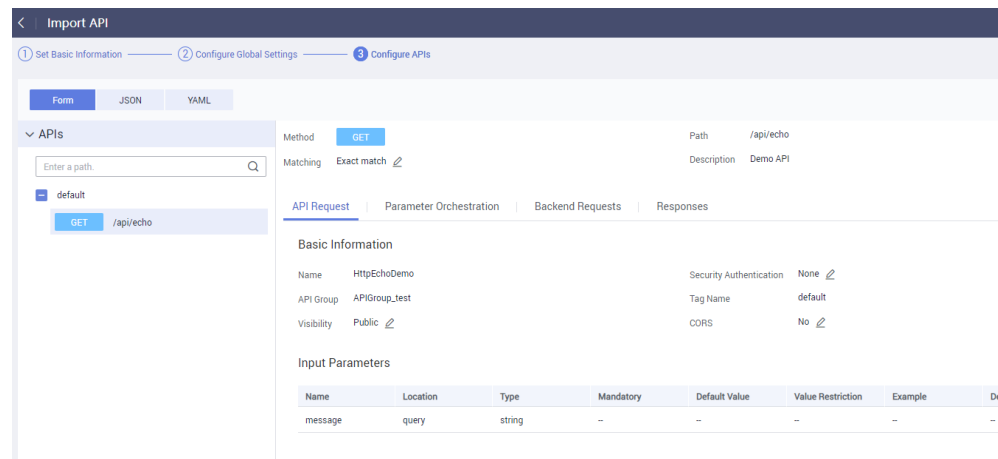 Import API
1 Set Basic Information 2 Configure Global Settings 3 Configure APIs
Form JSON YAML
APIs
Enter a path.
default
GET /api/echo
Method GET Path /api/echo
Matching Exact match Description Demo API
API Request Parameter Orchestration Backend Requests Responses
Basic Information
Name HttpEchoDemo Security Authentication None
API Group APIGroup_test Tag Name default
Visibility Public CORS No
Input Parameters
Name Location Type Mandatory Default Value Value Restriction Example
message query string -- -- -- -- --